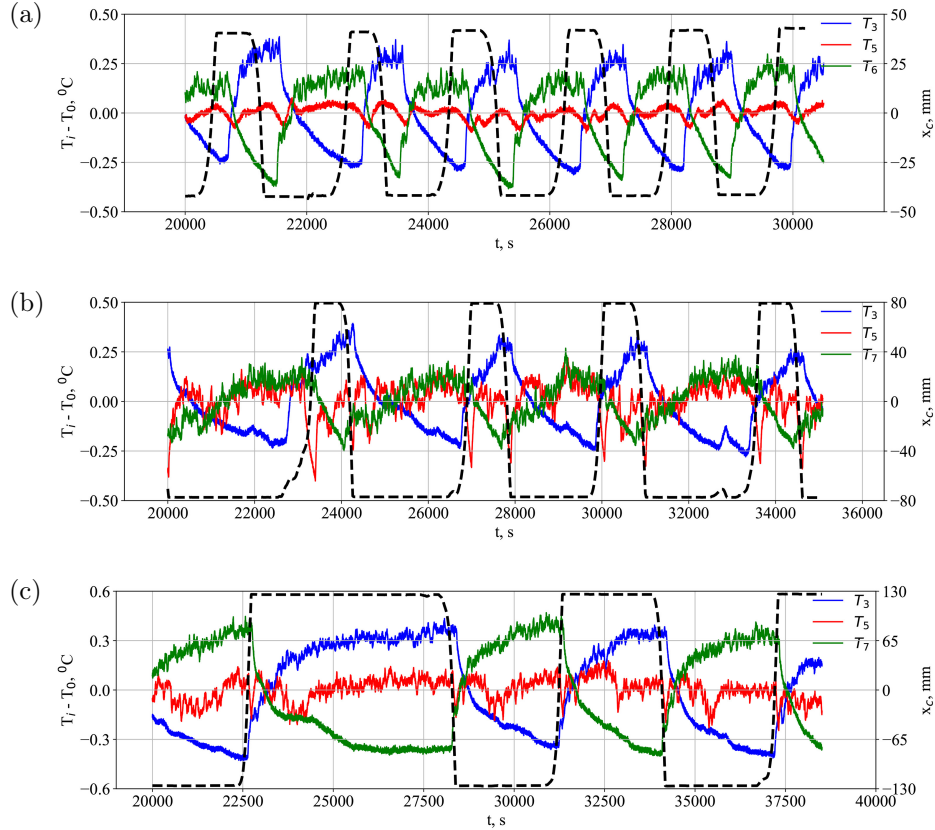 (a)
0.50
0.25
0.00
−0.25
−0.50
T_i - T_0, ^0C
50
25
0
−25
−50
x_c, mm
T_3
T_5
T_6
20000 22000 24000 26000 28000 30000
t, s
(b)
0.50
0.25
0.00
−0.25
−0.50
T_i - T_0, ^0C
80
40
0
−40
−80
x_c, mm
T_3
T_5
T_7
20000 22000 24000 26000 28000 30000 32000 34000 36000
t, s
(c)
0.6
0.3
0.0
−0.3
−0.6
T_i - T_0, ^0C
130
65
0
−65
−130
x_c, mm
T_3
T_5
T_7
20000 22500 25000 27500 30000 32500 35000 37500 40000
t, s